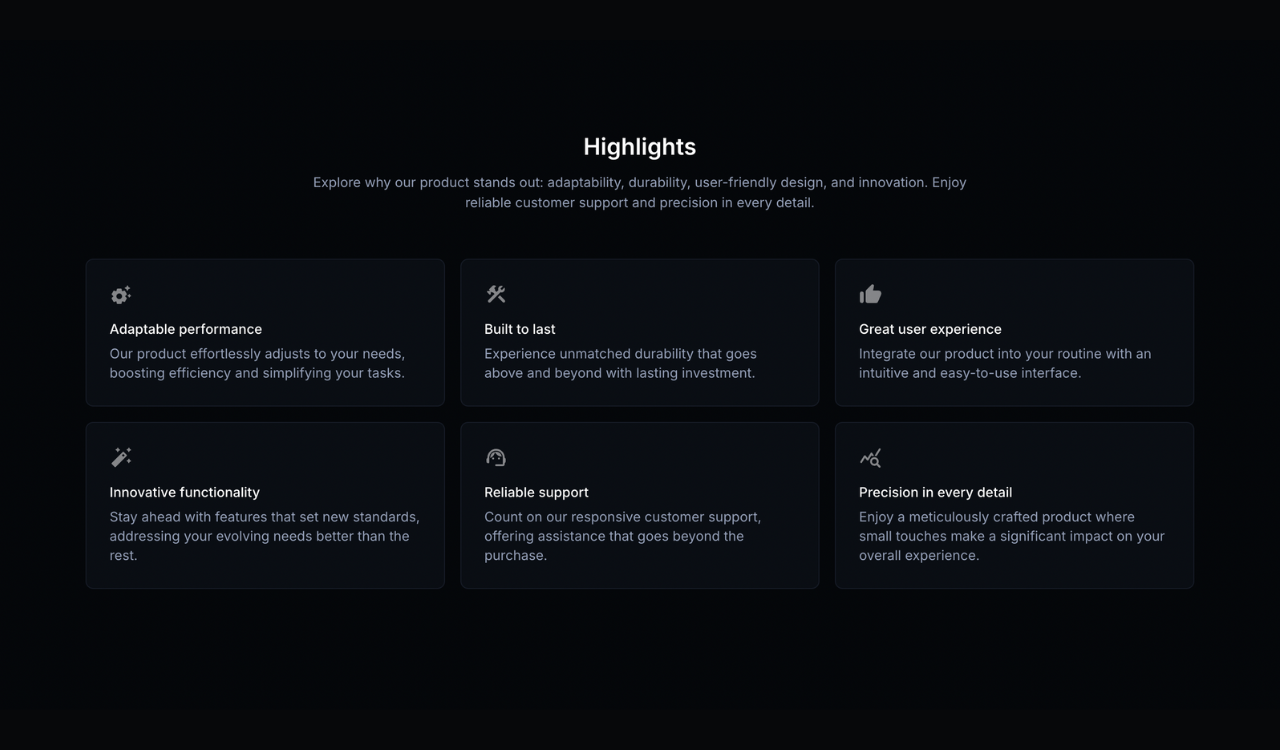 Highlights
Explore why our product stands out: adaptability, durability, user-friendly design, and innovation. Enjoy
reliable customer support and precision in every detail.
Adaptable performance
Our product effortlessly adjusts to your needs,
boosting efficiency and simplifying your tasks.
Built to last
Experience unmatched durability that goes
above and beyond with lasting investment.
Great user experience
Integrate our product into your routine with an
intuitive and easy-to-use interface.
Innovative functionality
Stay ahead with features that set new standards,
addressing your evolving needs better than the
rest.
Reliable support
Count on our responsive customer support,
offering assistance that goes beyond the
purchase.
Precision in every detail
Enjoy a meticulously crafted product where
small touches make a significant impact on your
overall experience.